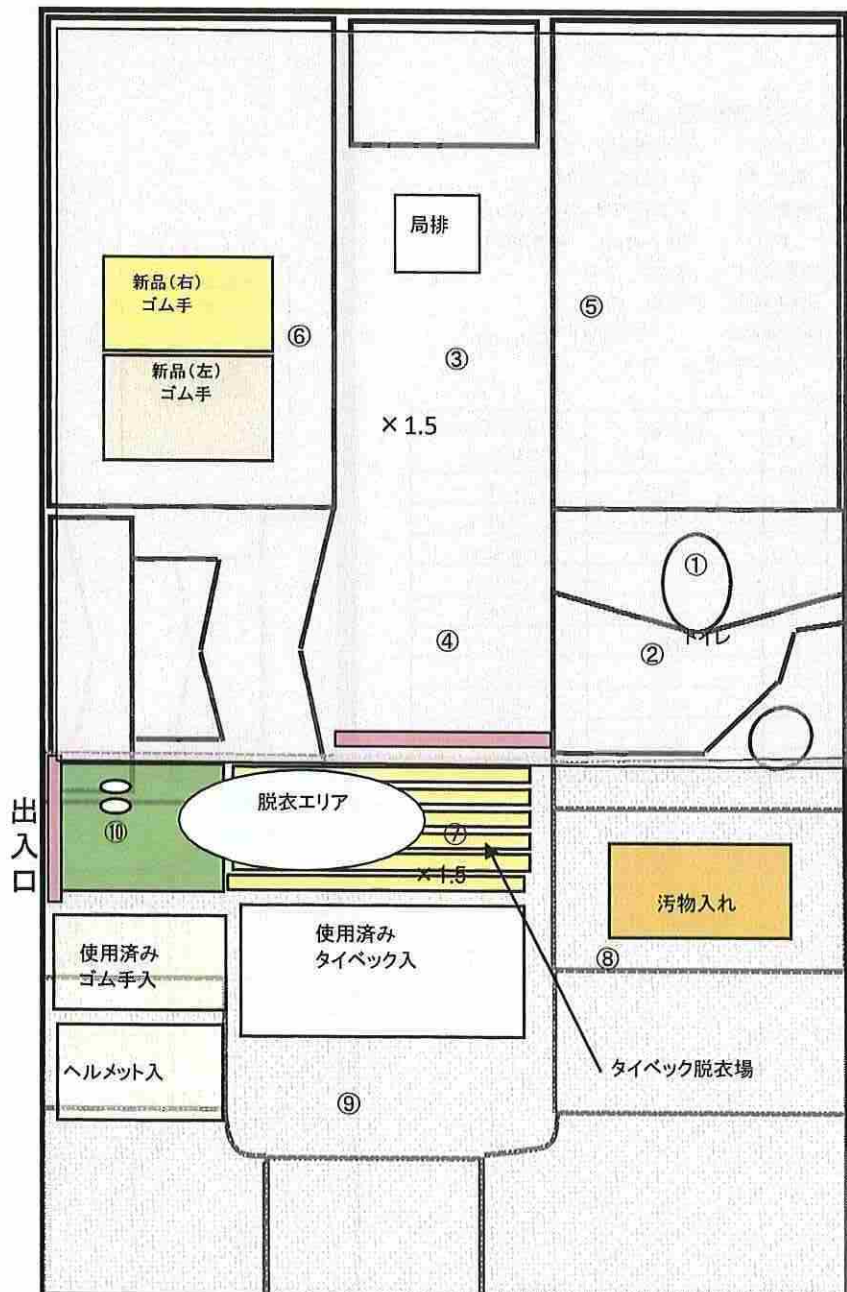 局排
新品(右)
ゴム手
⑥
⑤
新品(左)
ゴム手
③
×1.5
①
④
②
トイレ
出入口
脱衣エリア
⑩
⑦
×1.5
汚物入れ
使用済み
ゴム手入
使用済み
タイベック入
⑧
ヘルメット入
タイベック脱衣場
⑨